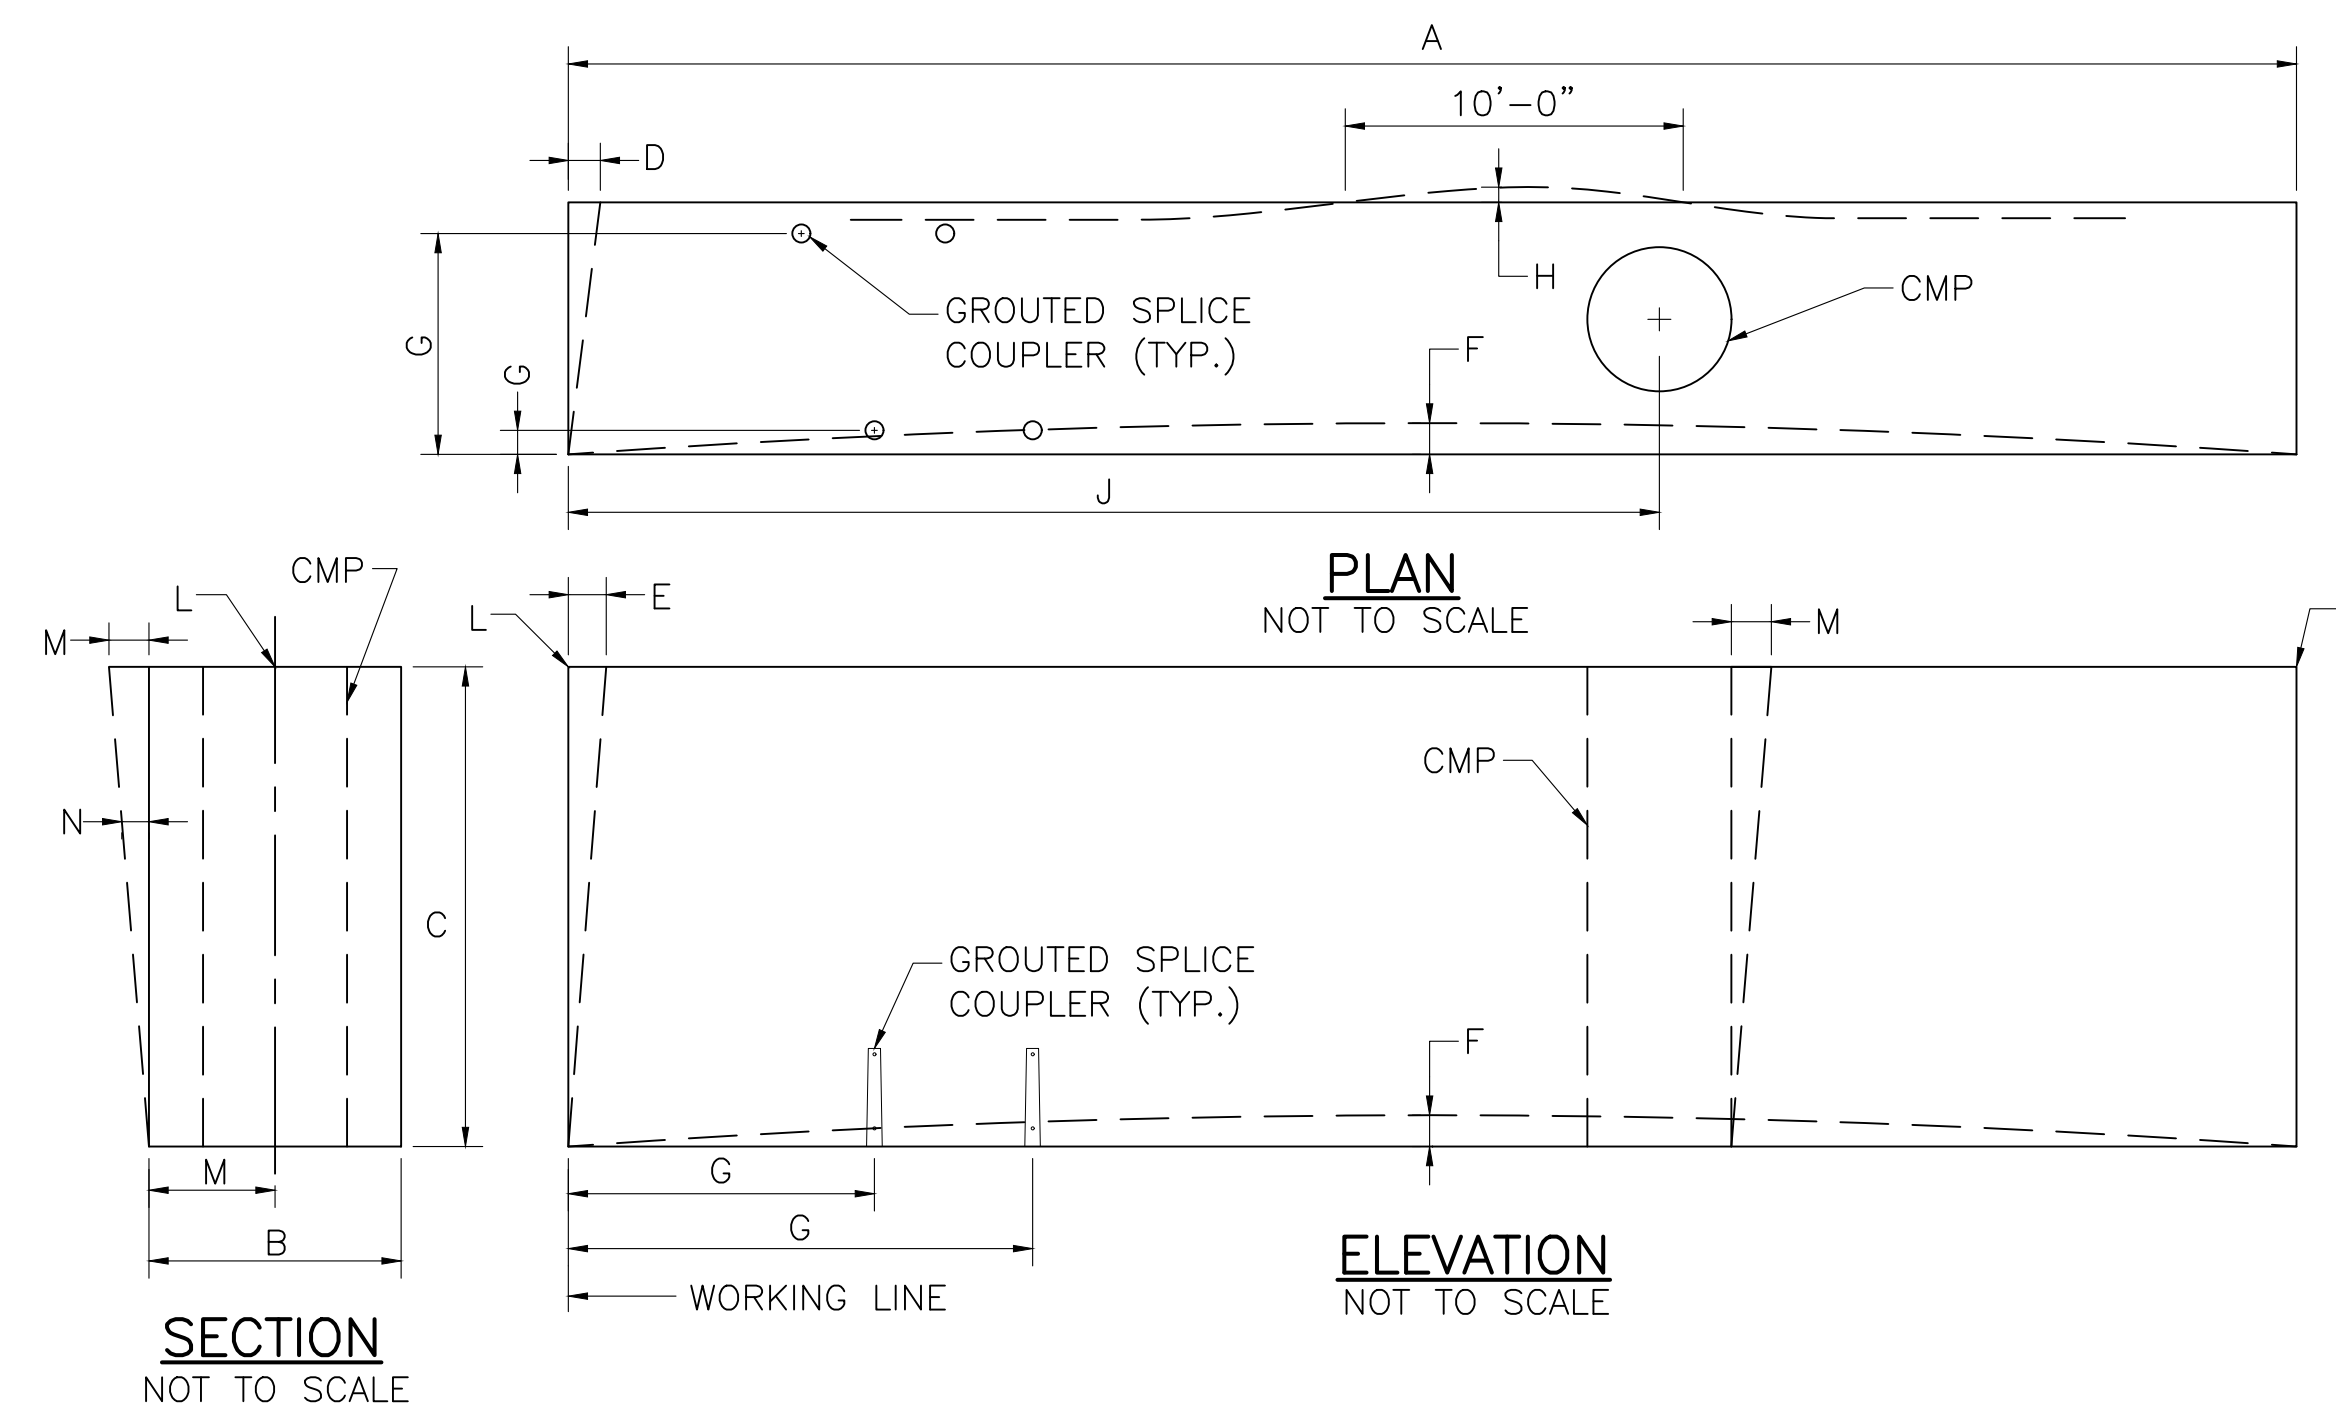 A
10'-0"
D
H
CMP
GROUTED SPLICE
COUPLER (TYP.)
G
G
F
J
PLAN
NOT TO SCALE
CMP
L
M
N
C
M
B
SECTION
NOT TO SCALE
L
E
M
CMP
GROUTED SPLICE
COUPLER (TYP.)
F
G
G
WORKING LINE
ELEVATION
NOT TO SCALE